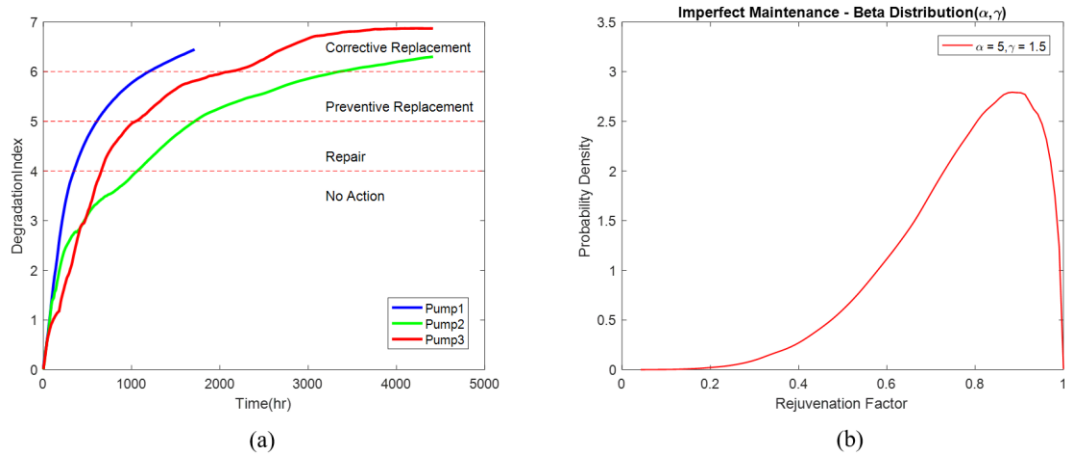 7
6
5
4
3
2
1
0
DegradationIndex
Corrective Replacement
Preventive Replacement
Repair
No Action
Pump1
Pump2
Pump3
0 1000 2000 3000 4000 5000
Time(hr)
(a)
Imperfect Maintenance - Beta Distribution(α,γ)
3.5
3
2.5
2
1.5
1
0.5
0
Probability Density
α = 5,γ = 1.5
0 0.2 0.4 0.6 0.8 1
Rejuvenation Factor
(b)